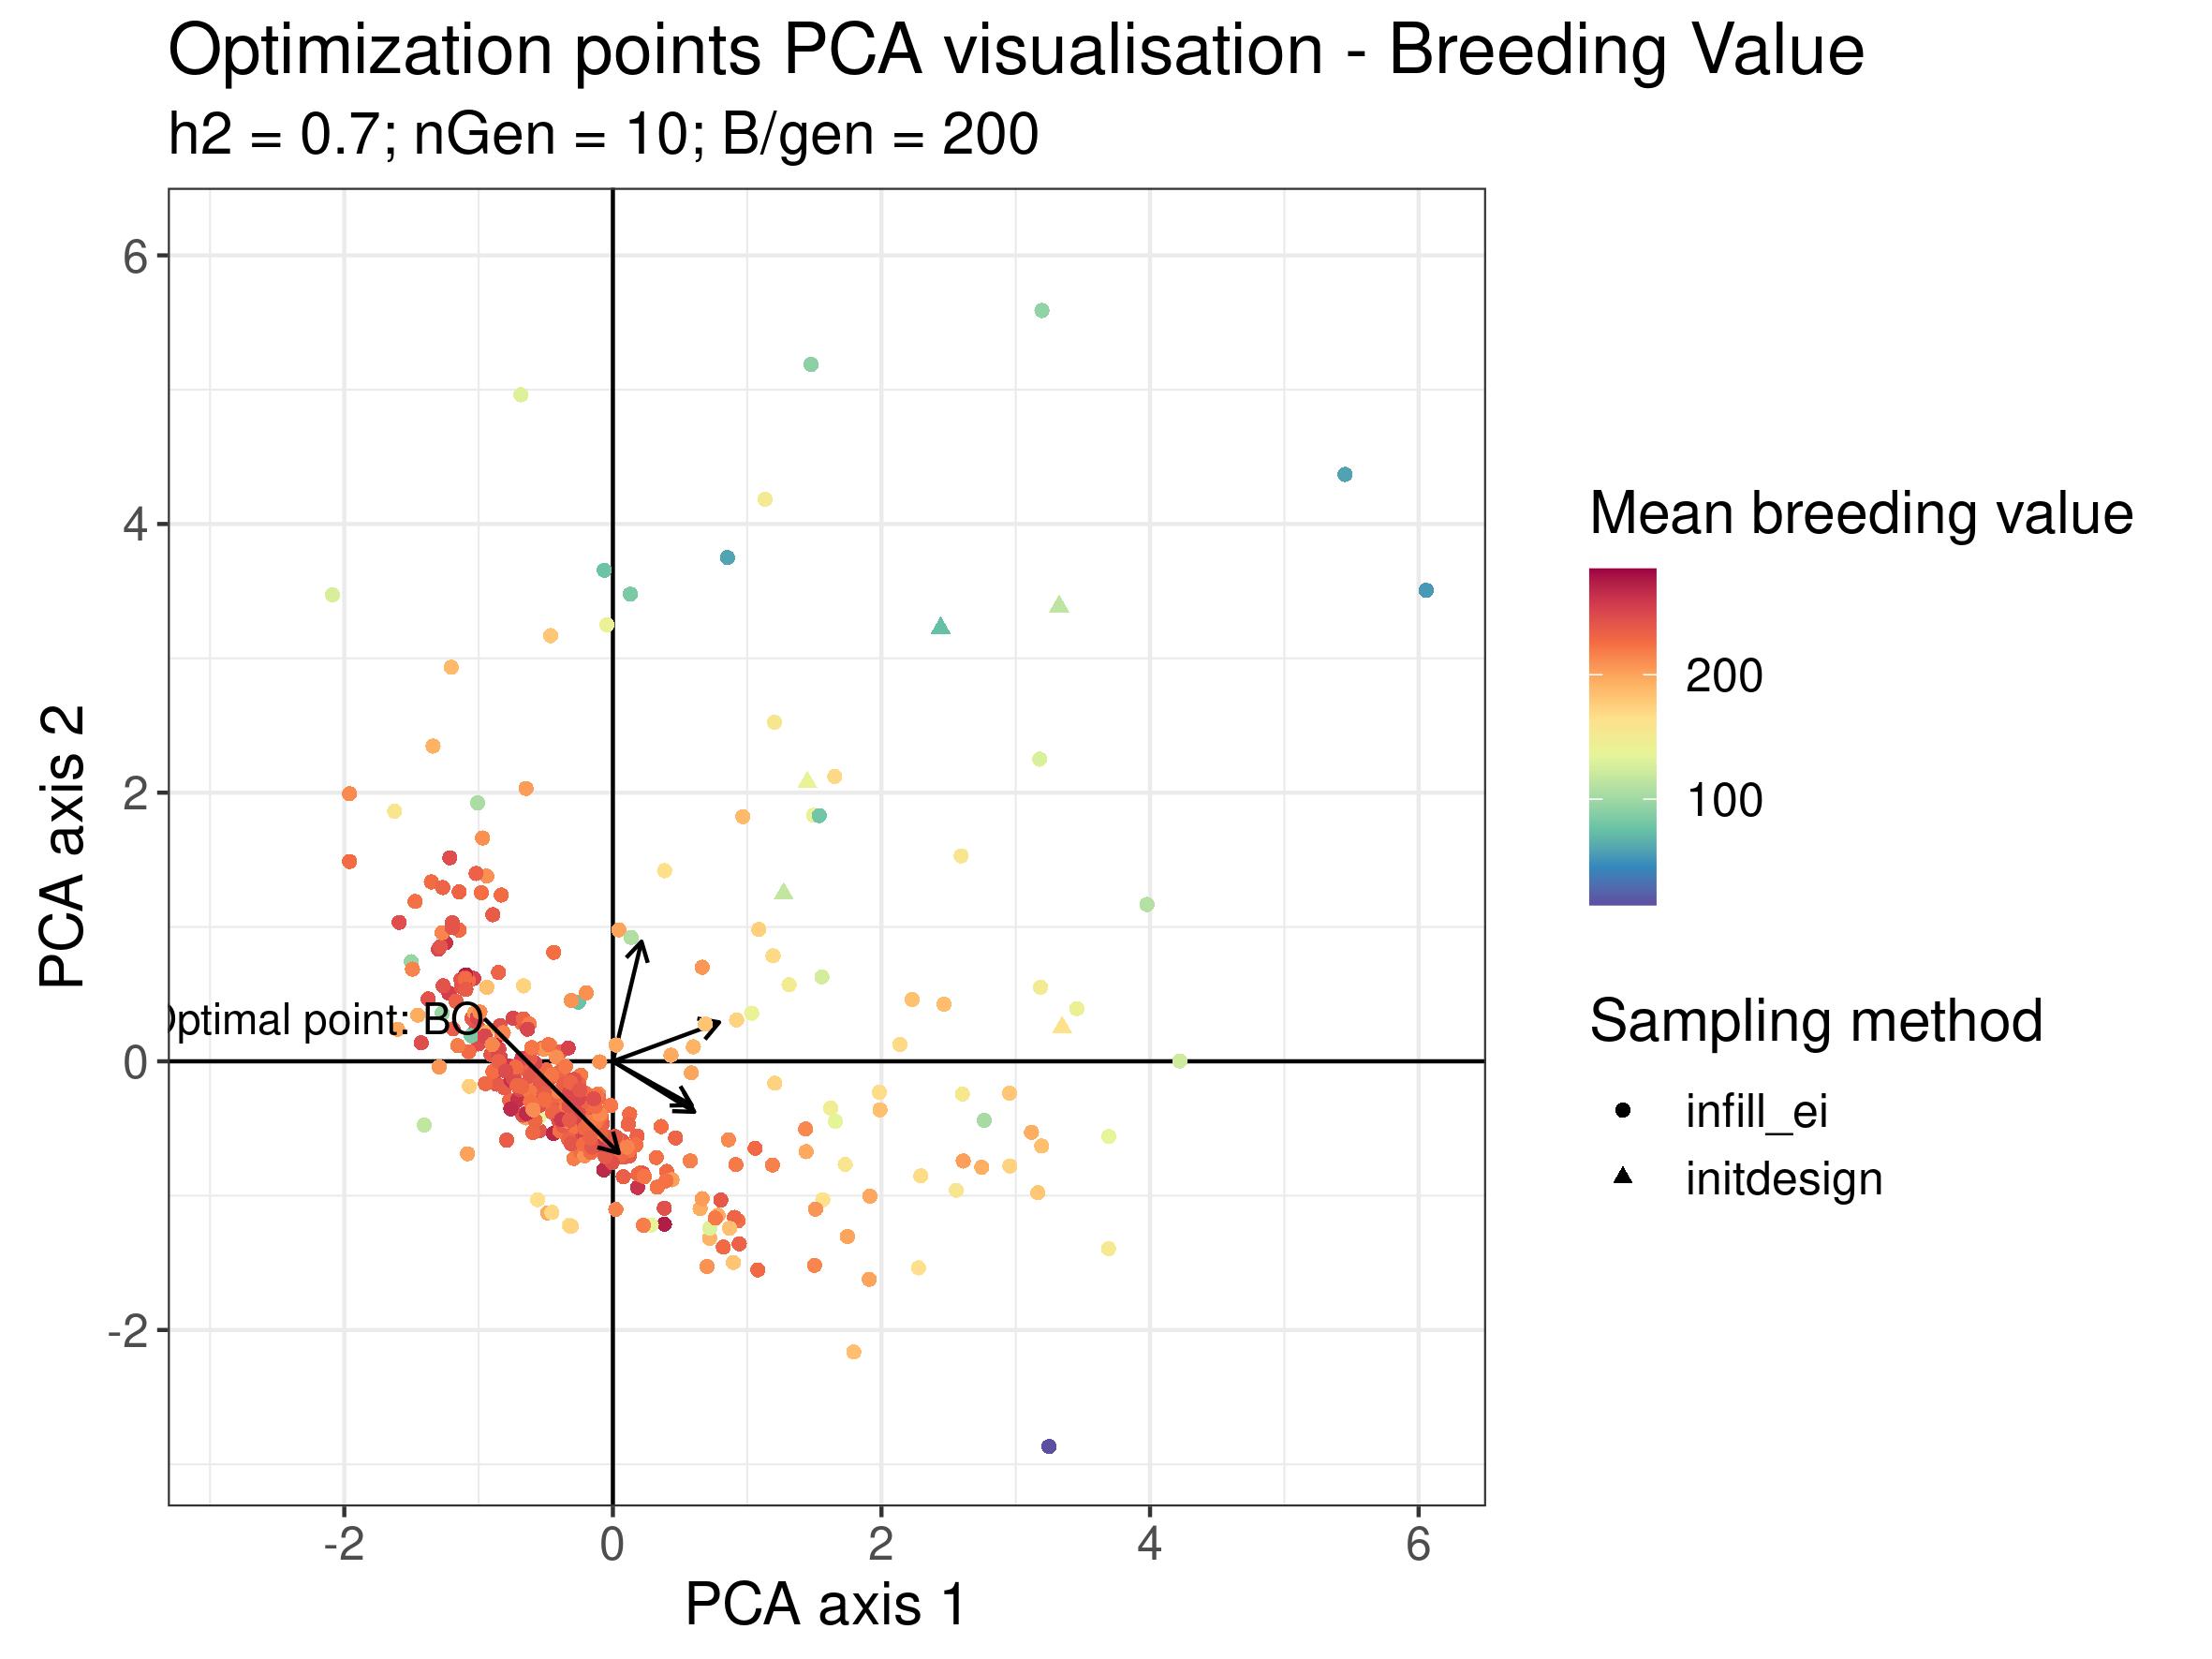 Optimization points PCA visualisation - Breeding Value
h2 = 0.7; nGen = 10; B/gen = 200
PCA axis 2
6
4
2
0
-2
ptimal point: BO
-2
0
2
4
6
PCA axis 1
Mean breeding value
200
100
Sampling method
infill_ei
initdesign